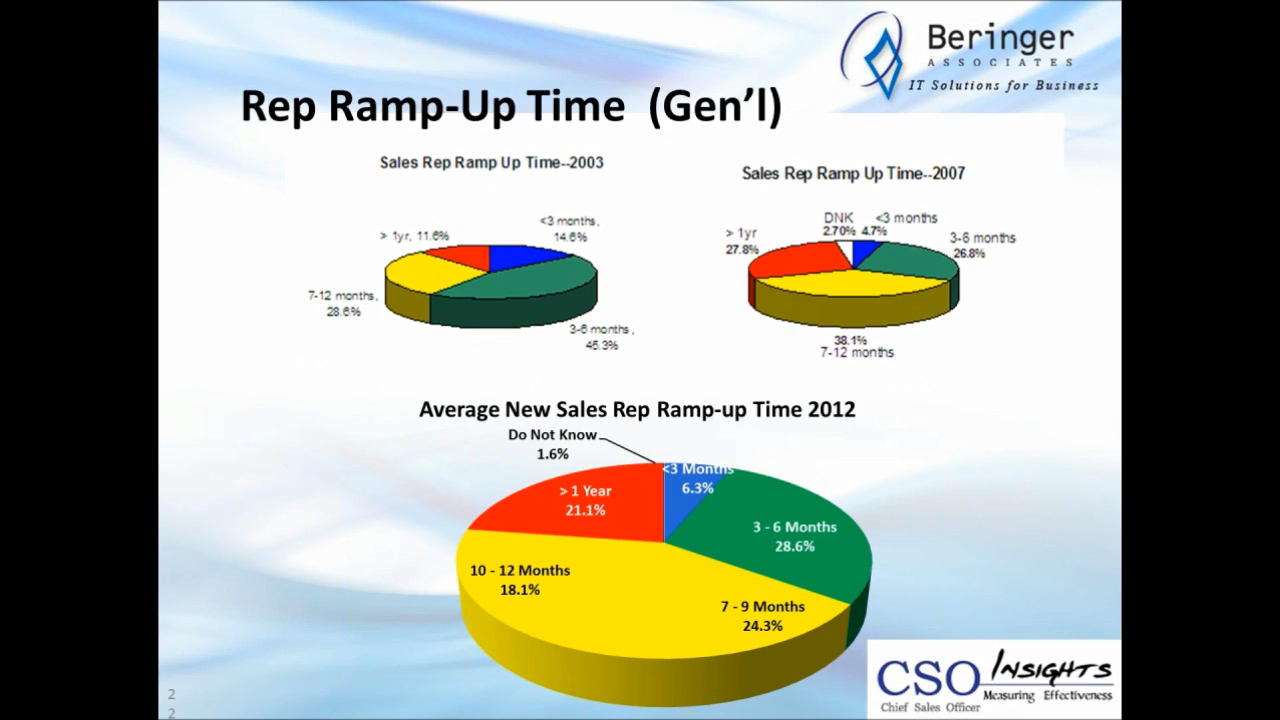 Beringer
ASSOCIATES
IT Solutions for Business
Rep Ramp-Up Time (Gen'l)
Sales Rep Ramp Up Time--2003
<3 months,
14.6%
> 1yr, 11.6%
7-12 months,
28.6%
3-6 months,
45.3%
Sales Rep Ramp Up Time--2007
DNK
2.70%
<3 months
4.7%
> 1yr
27.8%
3-6 months
26.8%
38.1%
7-12 months
Average New Sales Rep Ramp-up Time 2012
Do Not Know
1.6%
<3 Months
6.3%
> 1 Year
21.1%
3 - 6 Months
28.6%
10 - 12 Months
18.1%
7 - 9 Months
24.3%
CSO INSIGHTS
Measuring Effectiveness
Chief Sales Officer
2
2